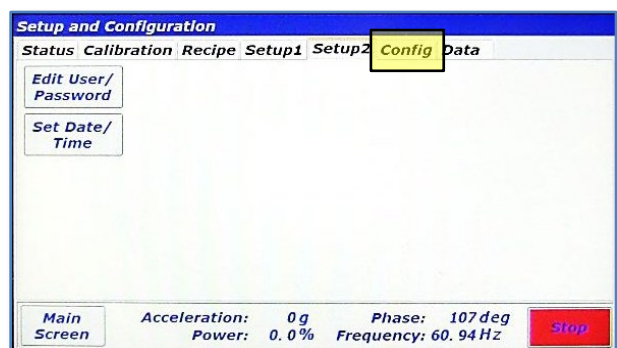 Setup and Configuration
Status Calibration Recipe Setup1 Setup2 Config Data
Edit User/
Password
Set Date/
Time
Main
Screen
Acceleration: 0 g Phase: 107 deg
Power: 0.0% Frequency: 60.94 Hz
Stop